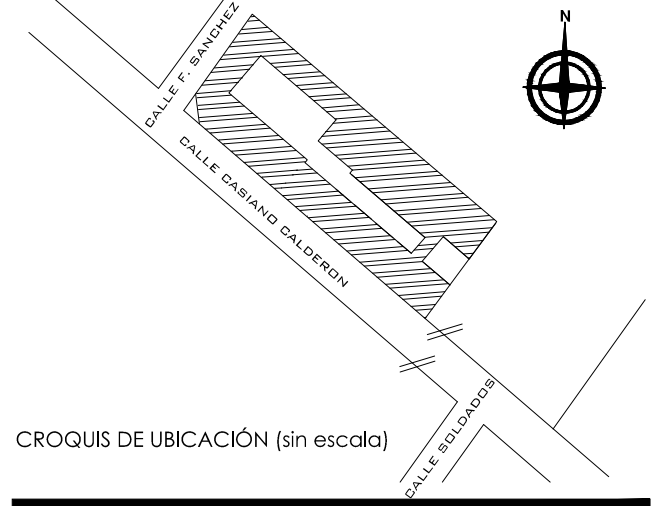 N
CALLE F. SANCHEZ
CALLE CASIANO CALDERON
CALLE SOLDADOS
CROQUIS DE UBICACIÓN (sin escala)